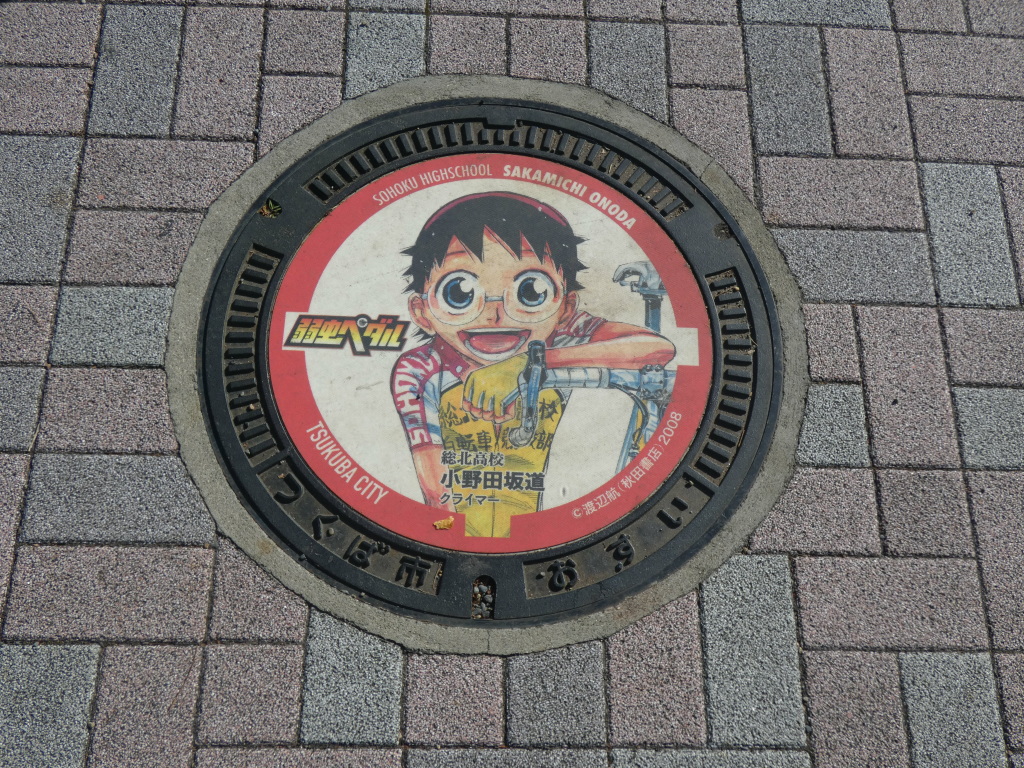 SOHOKU HIGHSCHOOL SAKAMICHI ONODA
弱虫ペダル
SOHOKU
総北高校
小野田坂道
クライマー
TSUKUBA CITY
©渡辺航(秋田書店)2008
つくば市
おすい